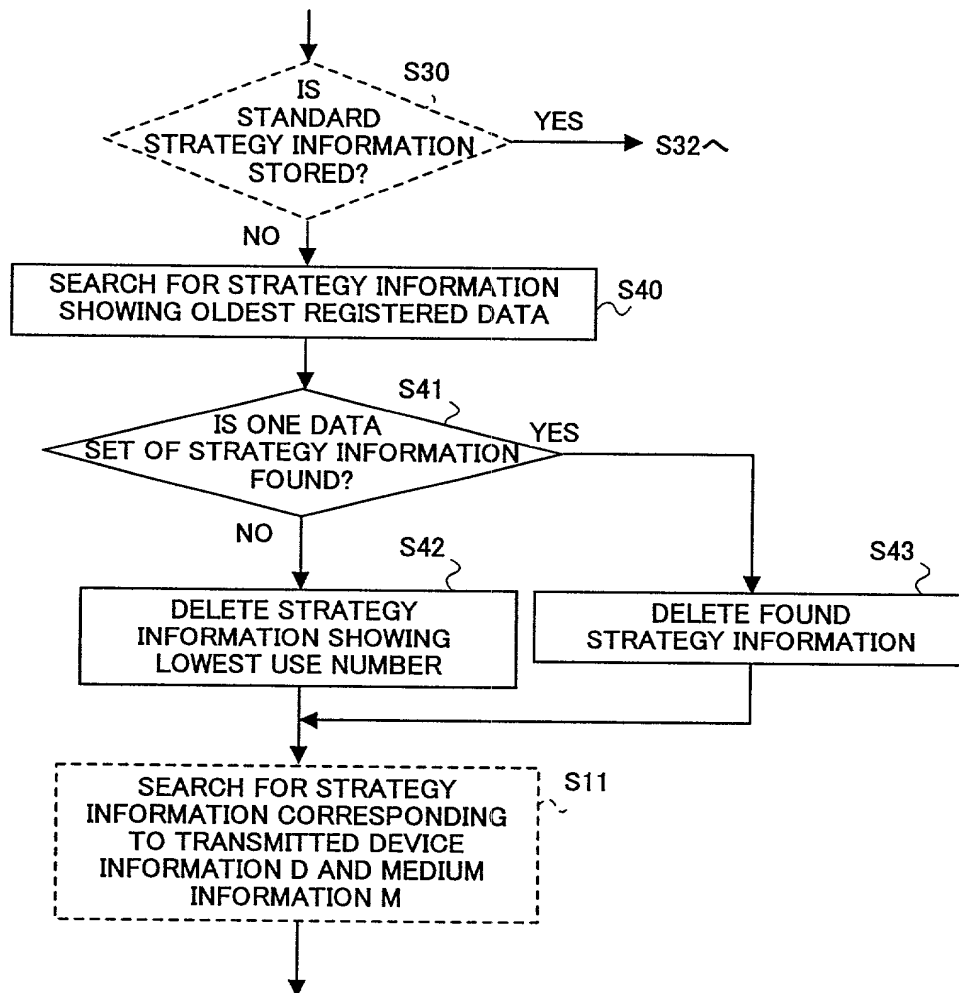 S30
IS
STANDARD
STRATEGY INFORMATION
STORED?
YES
S32へ
NO
SEARCH FOR STRATEGY INFORMATION
SHOWING OLDEST REGISTERED DATA
S40
S41
IS ONE DATA
SET OF STRATEGY INFORMATION
FOUND?
YES
NO
S42
DELETE STRATEGY
INFORMATION SHOWING
LOWEST USE NUMBER
S43
DELETE FOUND
STRATEGY INFORMATION
SEARCH FOR STRATEGY
INFORMATION CORRESPONDING
TO TRANSMITTED DEVICE
INFORMATION D AND MEDIUM
INFORMATION M
S11